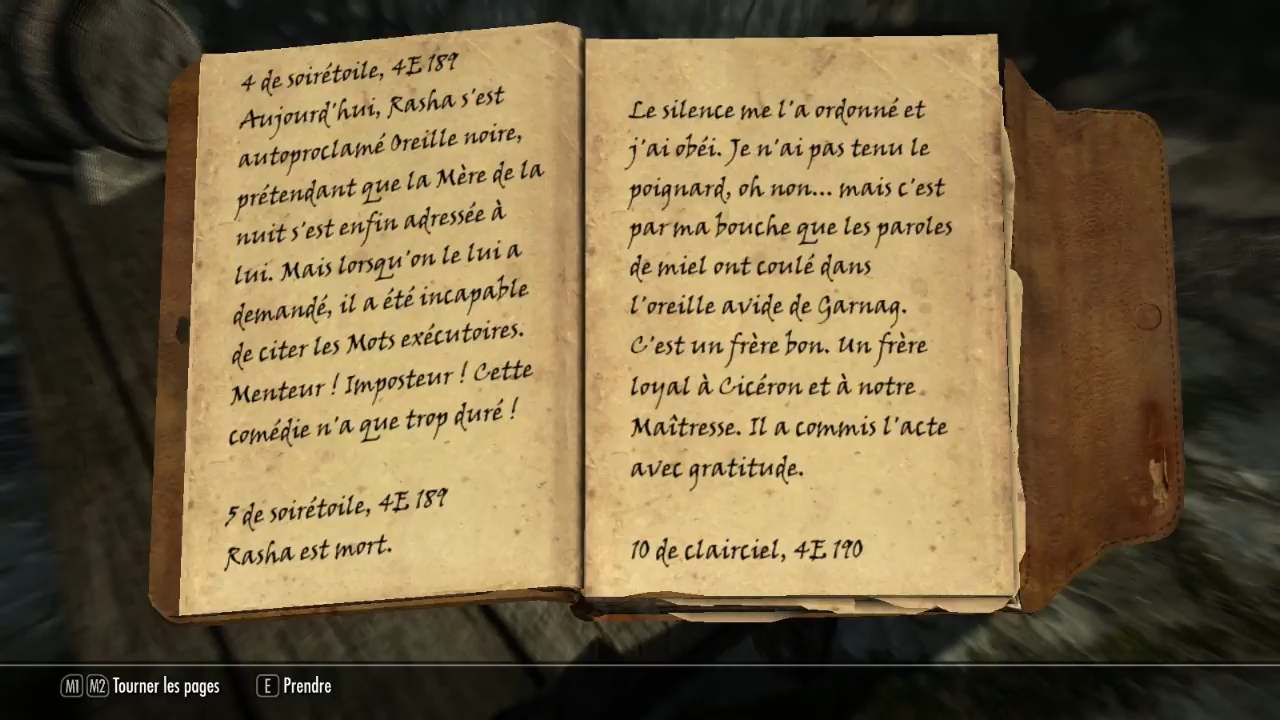 4 de soirétoile, 4E 189
Aujourd'hui, Rasha s'est
autoproclamé Oreille noire,
prétendant que la Mère de la
nuit s'est enfin adressée à
lui. Mais lorsqu'on le lui a
demandé, il a été incapable
de citer les Mots exécutoires.
Menteur ! Imposteur ! Cette
comédie n'a que trop duré !
5 de soirétoile, 4E 189
Rasha est mort.
Le silence me l'a ordonné et
j'ai obéi. Je n'ai pas tenu le
poignard, oh non... mais c'est
par ma bouche que les paroles
de miel ont coulé dans
l'oreille avide de Garnag.
C'est un frère bon. Un frère
loyal à Cicéron et à notre
Maîtresse. Il a commis l'acte
avec gratitude.
10 de clairciel, 4E 190
M1 M2 Tourner les pages E Prendre